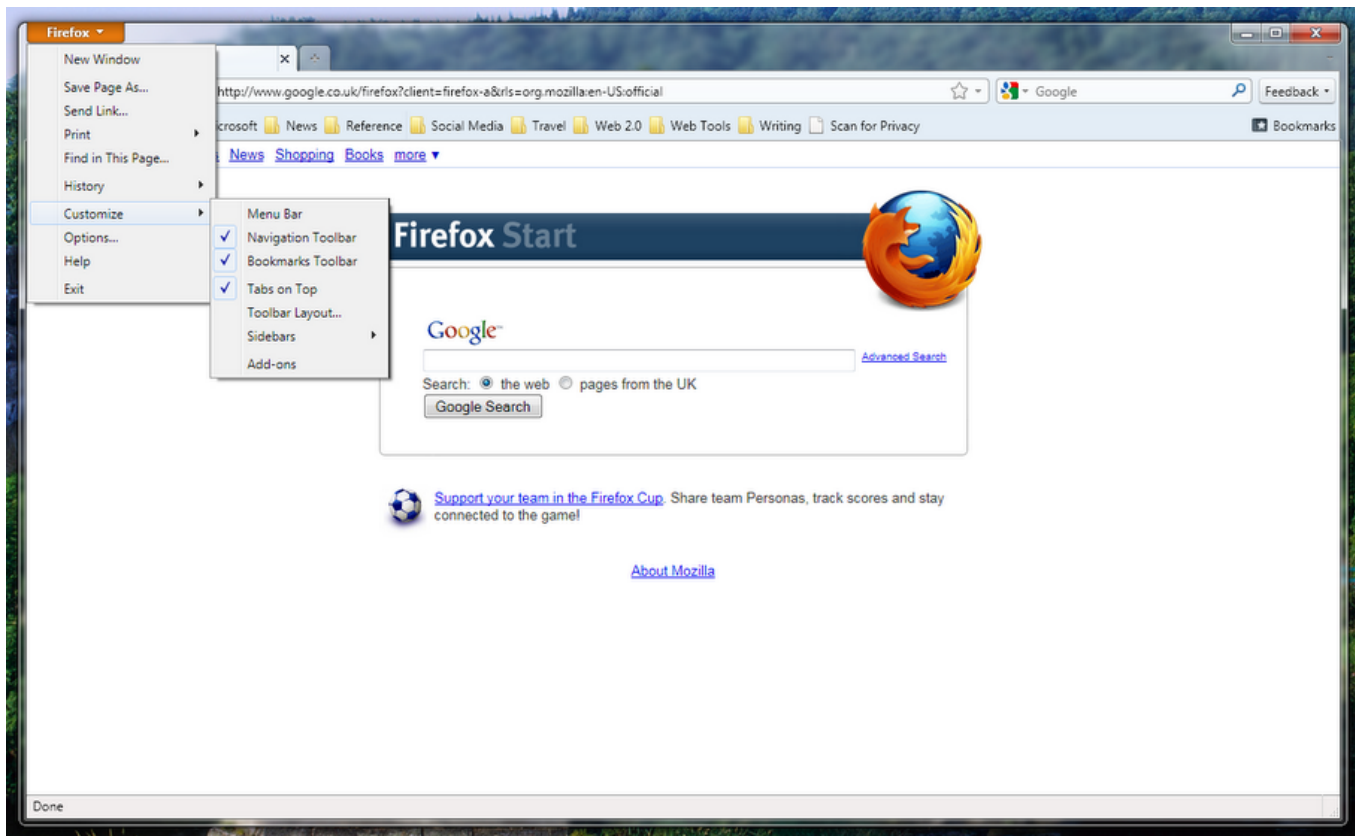 Firefox
New Window
Save Page As...
Send Link...
Print
Find in This Page...
History
Customize
Options...
Help
Exit
Menu Bar
Navigation Toolbar
Bookmarks Toolbar
Tabs on Top
Toolbar Layout...
Sidebars
Add-ons
http://www.google.co.uk/firefox?client=firefox-a&rls=org.mozilla:en-US:official
Google
Feedback
News Reference Social Media Travel Web 2.0 Web Tools Writing Scan for Privacy
Bookmarks
News Shopping Books more
Firefox Start
Google
Advanced Search
Search: the web pages from the UK
Google Search
Support your team in the Firefox Cup. Share team Personas, track scores and stay
connected to the game!
About Mozilla
Done